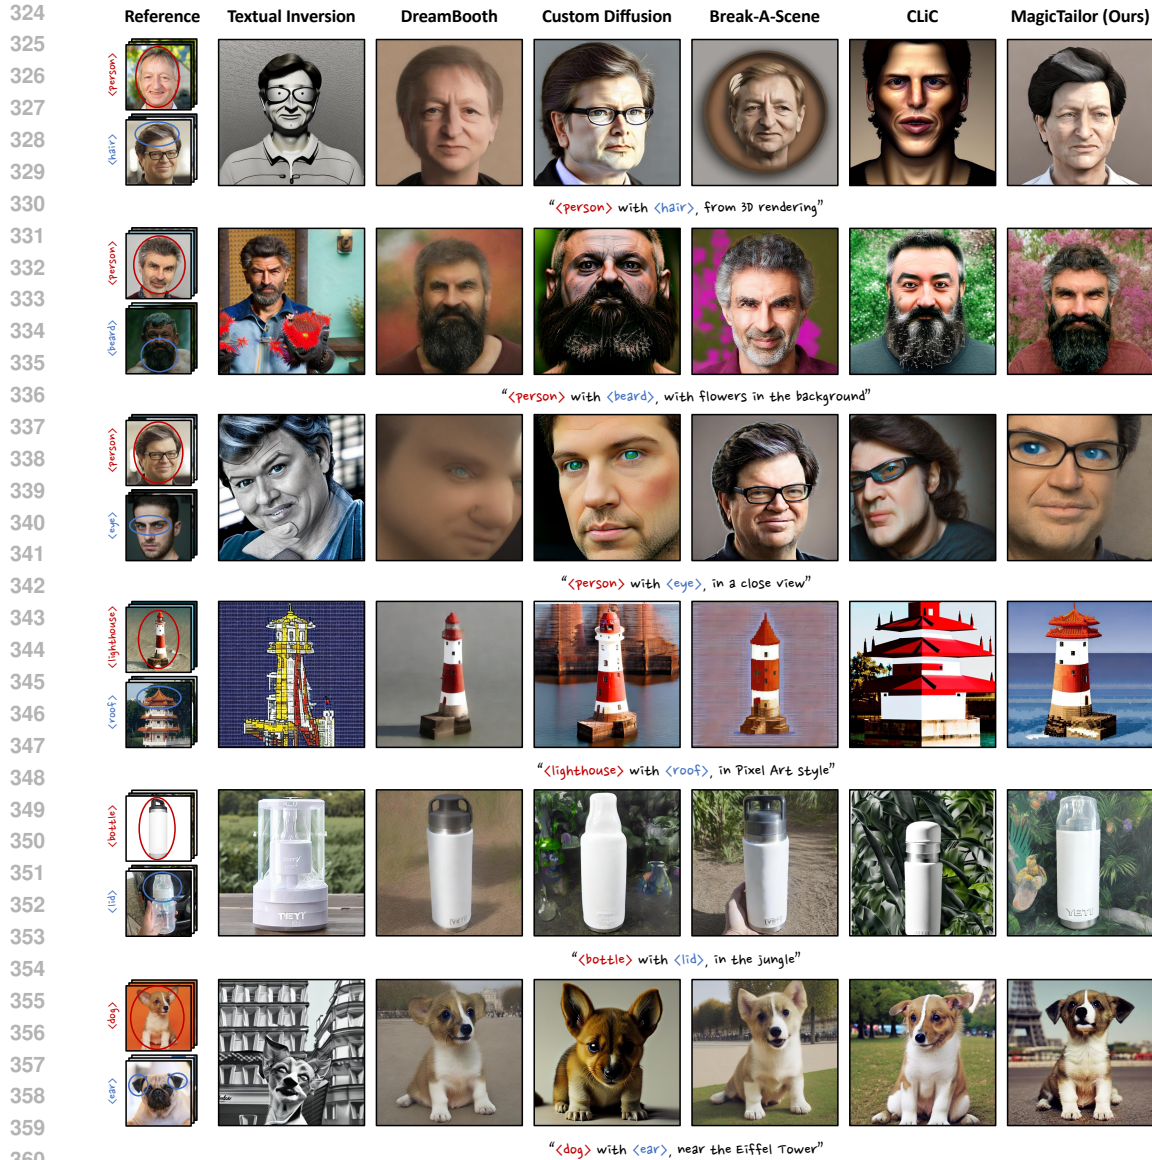 324
Reference Textual Inversion DreamBooth Custom Diffusion Break-A-Scene CLiC MagicTailor (Ours)
325
<person>
326
327
328
<hair>
329
330
"<person> with <hair>, from 3D rendering"
331
<person>
332
333
334
<beard>
335
336
"<person> with <beard>, with flowers in the background"
337
<person>
338
339
340
<eye>
341
342
"<person> with <eye>, in a close view"
343
<lighthouse>
344
345
346
<roof>
347
348
"<lighthouse> with <roof>, in Pixel Art style"
349
<bottle>
350
351
352
<lid>
TEYI
YETI
353
354
"<bottle> with <lid>, in the jungle"
355
<dog>
356
357
358
<ear>
359
360
"<dog> with <ear>, near the Eiffel Tower"